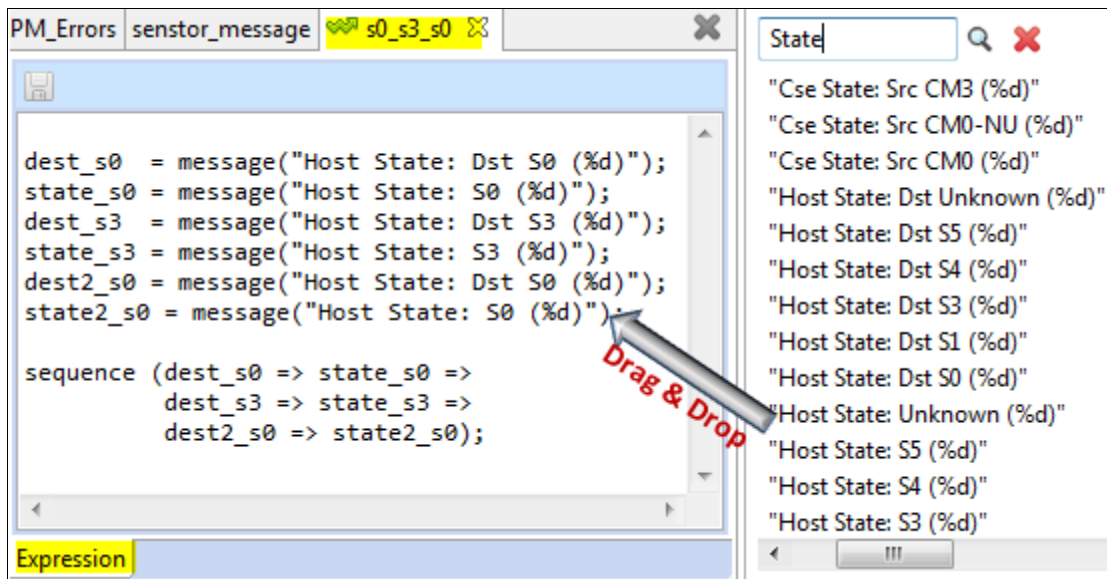 PM_Errors senstor_message s0_s3_s0
dest_s0  = message("Host State: Dst S0 (%d)");
state_s0 = message("Host State: S0 (%d)");
dest_s3  = message("Host State: Dst S3 (%d)");
state_s3 = message("Host State: S3 (%d)");
dest2_s0 = message("Host State: Dst S0 (%d)");
state2_s0 = message("Host State: S0 (%d)");
sequence (dest_s0 => state_s0 =>
dest_s3 => state_s3 =>
dest2_s0 => state2_s0);
Drag & Drop
Expression
State
"Cse State: Src CM3 (%d)"
"Cse State: Src CM0-NU (%d)"
"Cse State: Src CM0 (%d)"
"Host State: Dst Unknown (%d)"
"Host State: Dst S5 (%d)"
"Host State: Dst S4 (%d)"
"Host State: Dst S3 (%d)"
"Host State: Dst S1 (%d)"
"Host State: Dst S0 (%d)"
"Host State: Unknown (%d)"
"Host State: S5 (%d)"
"Host State: S4 (%d)"
"Host State: S3 (%d)"